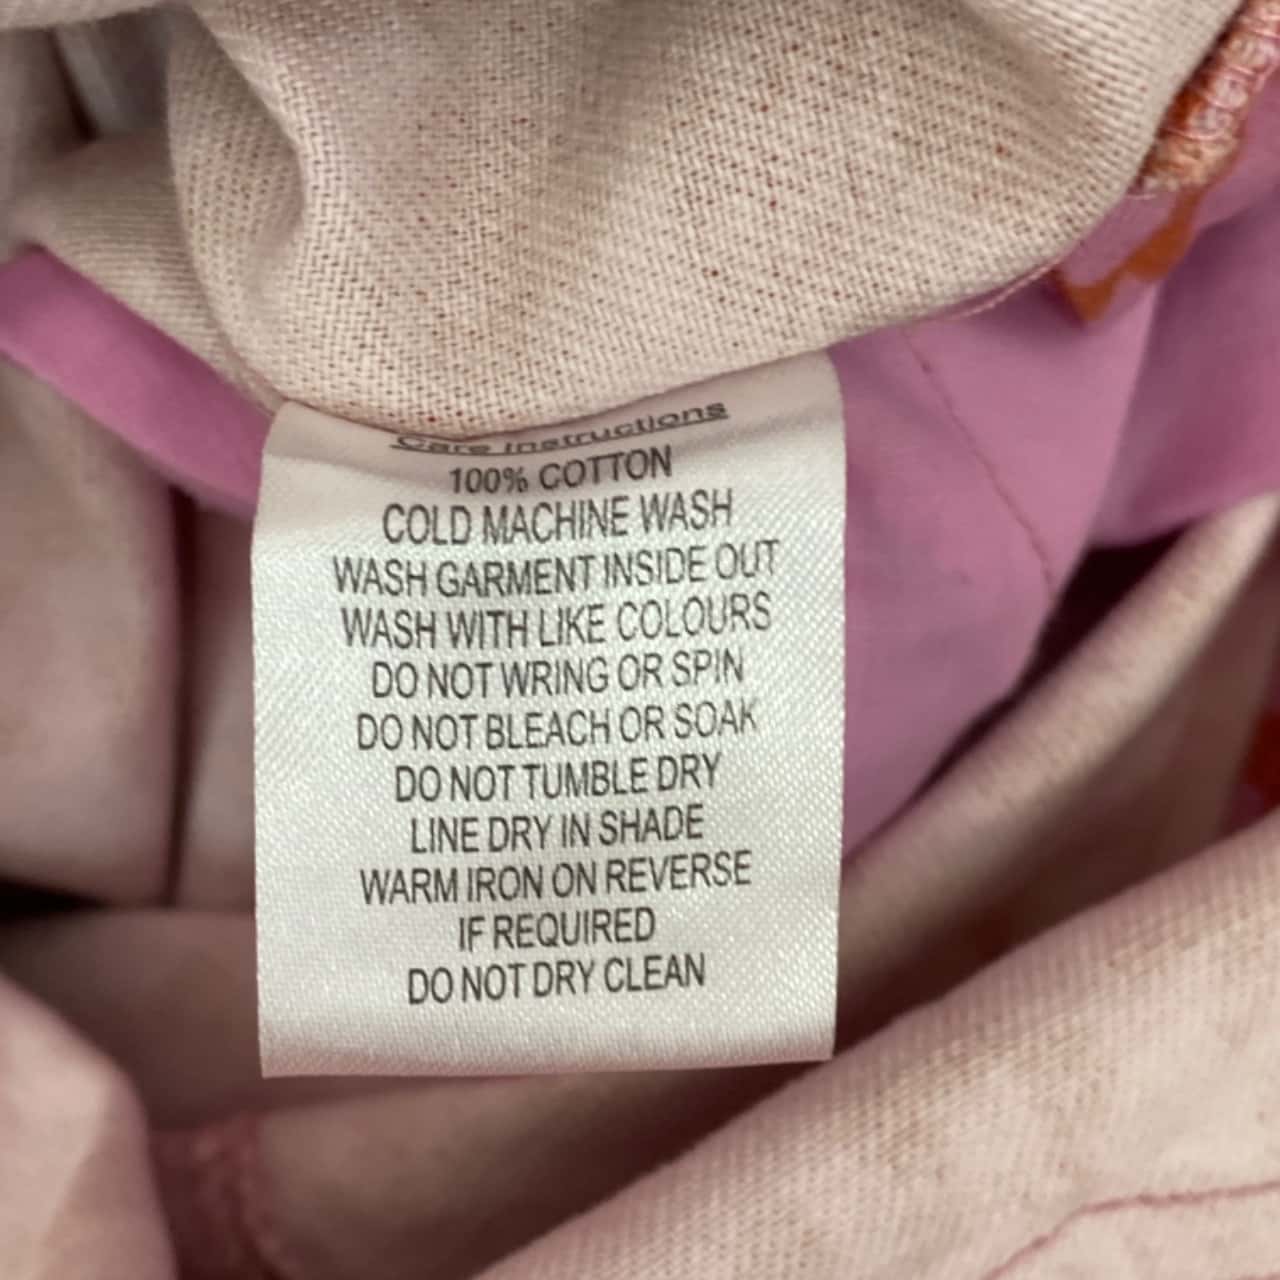 Care Instructions
100% COTTON
COLD MACHINE WASH
WASH GARMENT INSIDE OUT
WASH WITH LIKE COLOURS
DO NOT WRING OR SPIN
DO NOT BLEACH OR SOAK
DO NOT TUMBLE DRY
LINE DRY IN SHADE
WARM IRON ON REVERSE
IF REQUIRED
DO NOT DRY CLEAN